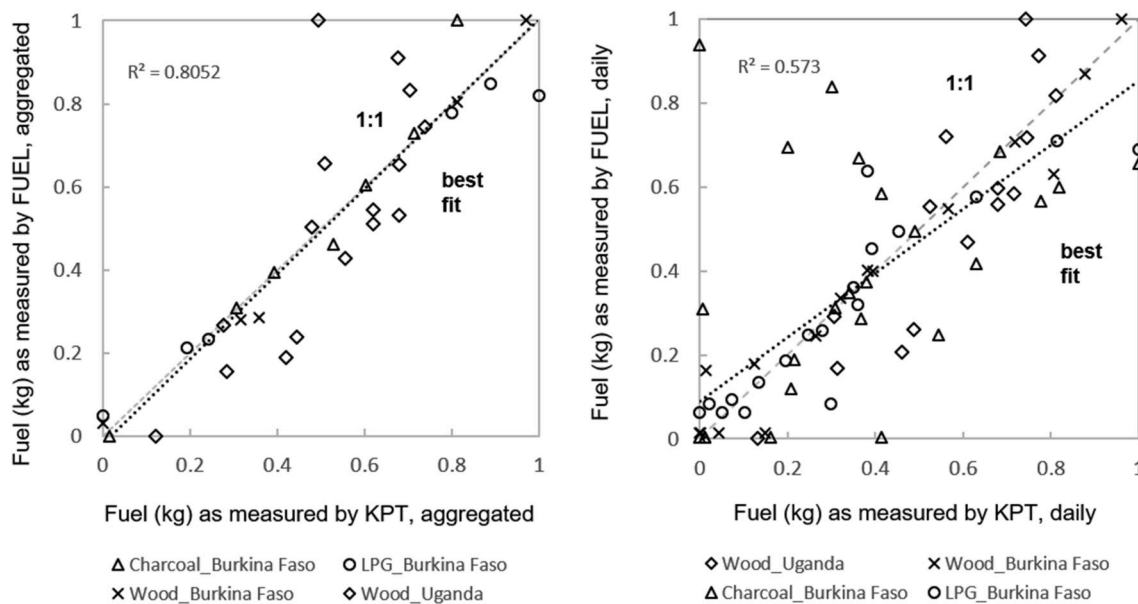 Fuel (kg) as measured by FUEL, aggregated
1
0.8
0.6
0.4
0.2
0
R² = 0.8052
1:1
best
fit
0 0.2 0.4 0.6 0.8 1
Fuel (kg) as measured by KPT, aggregated
Charcoal_Burkina Faso LPG_Burkina Faso
Wood_Burkina Faso Wood_Uganda
Fuel (kg) as measured by FUEL, daily
1
0.8
0.6
0.4
0.2
0
R² = 0.573
1:1
best
fit
0 0.2 0.4 0.6 0.8 1
Fuel (kg) as measured by KPT, daily
Wood_Uganda Wood_Burkina Faso
Charcoal_Burkina Faso LPG_Burkina Faso